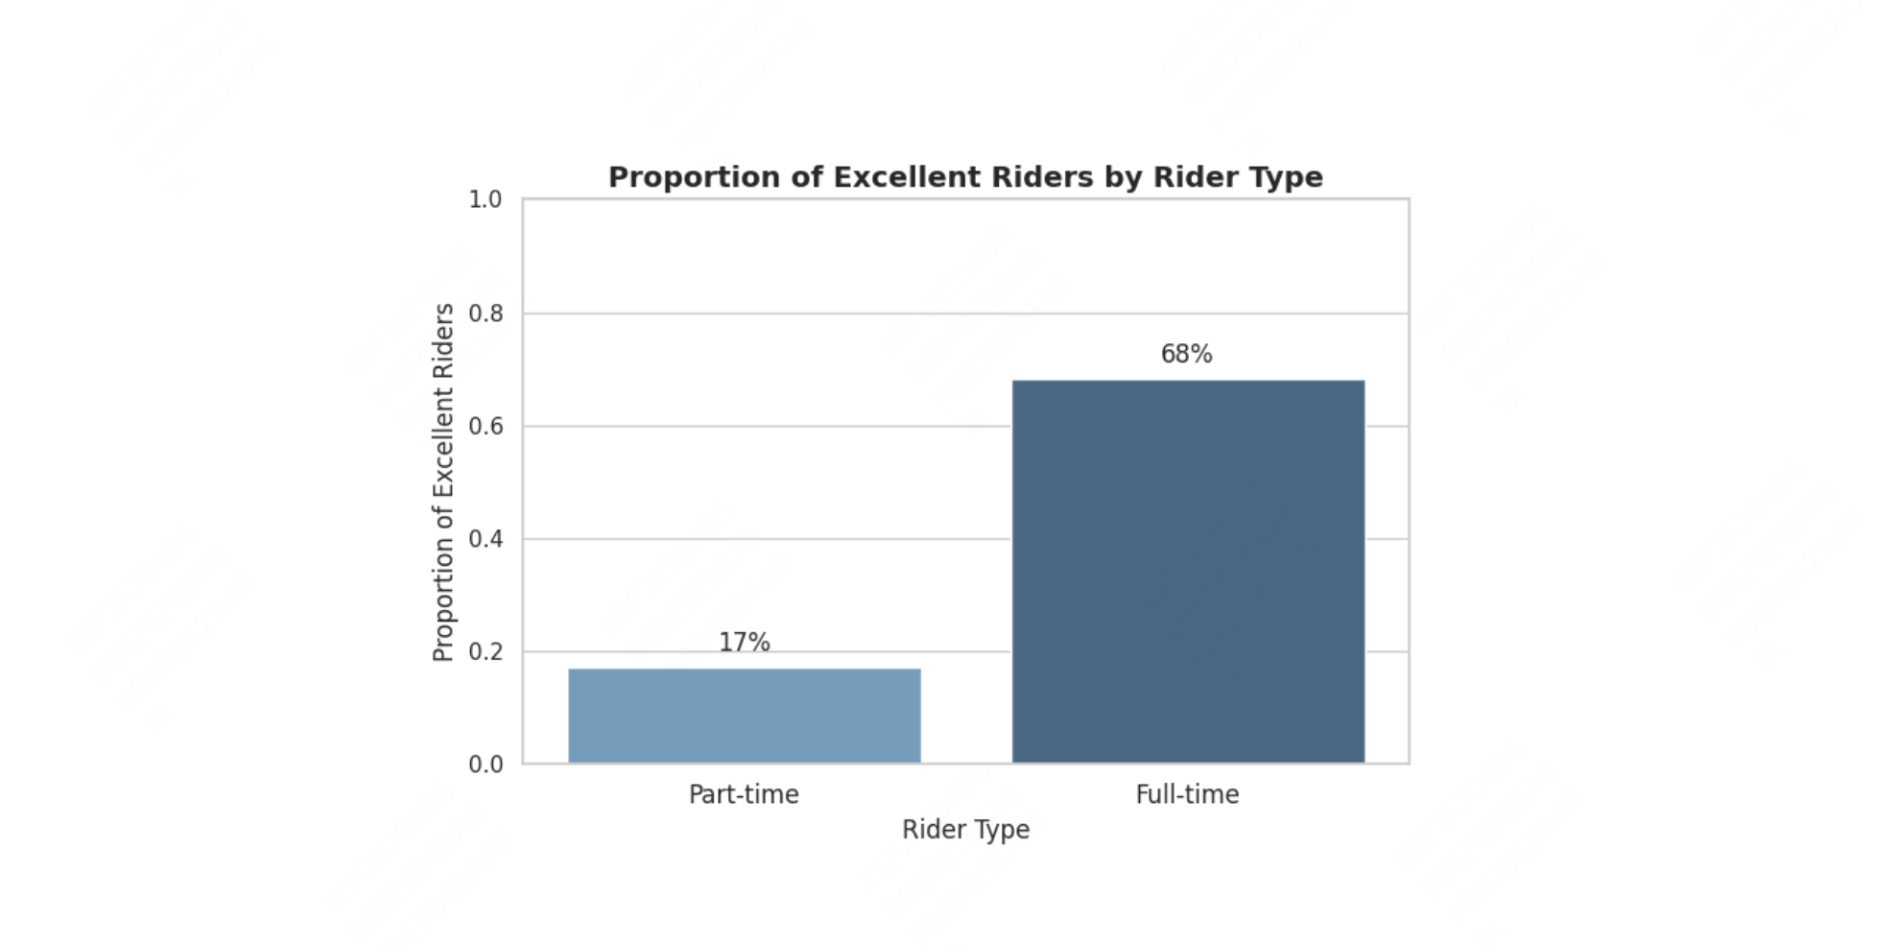 Proportion of Excellent Riders by Rider Type
Proportion of Excellent Riders
1.0
0.8
0.6
0.4
0.2
0.0
17%
68%
Part-time
Full-time
Rider Type